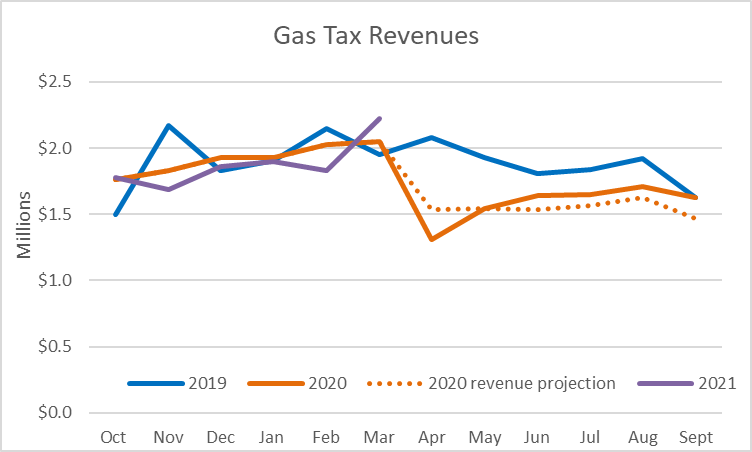 Gas Tax Revenues
$2.5
$2.0
$1.5
$1.0
$0.5
$0.0
Millions
2019 2020 2020 revenue projection 2021
Oct Nov Dec Jan Feb Mar Apr May Jun Jul Aug Sept